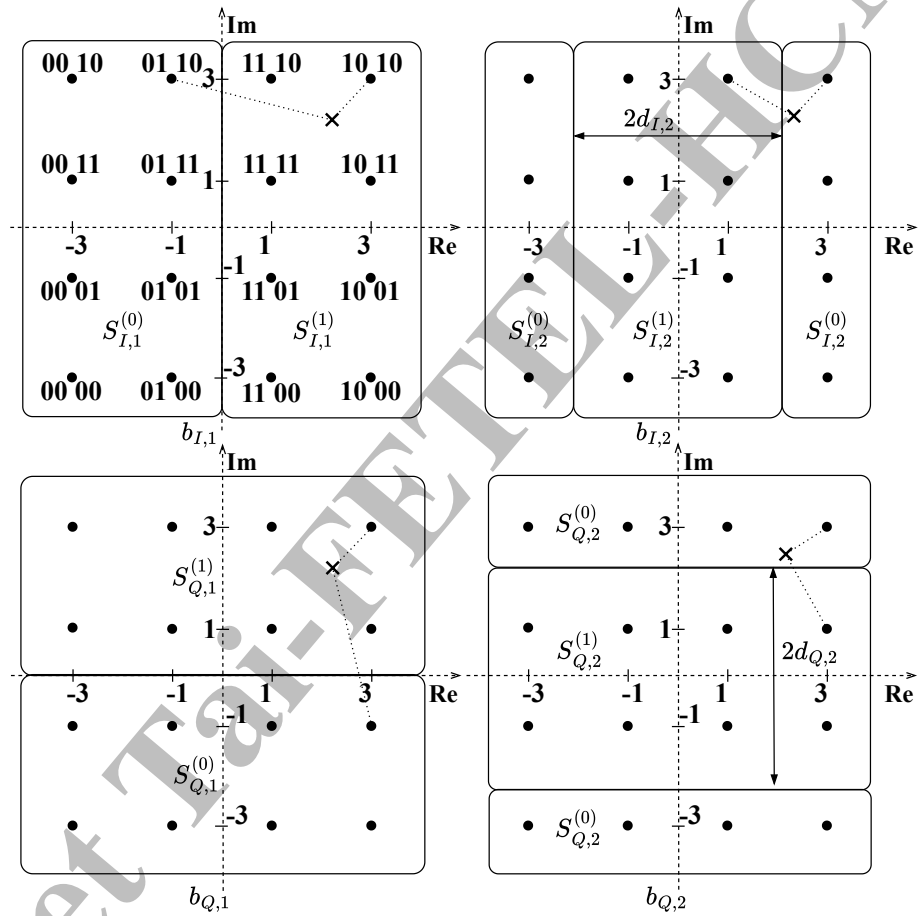 Im
00 10 01 10 11 10 10 10
3
00 11 01 11 11 11 10 11
1
-3 -1 1 3 Re
-1
00 01 01 01 11 01 10 01
S_{I,1}^{(0)} S_{I,1}^{(1)}
-3
00 00 01 00 11 00 10 00
b_{I,1}
Im
3
2d_{I,2}
1
-3 -1 1 3 Re
-1
S_{I,2}^{(0)} S_{I,2}^{(1)} S_{I,2}^{(0)}
-3
b_{I,2}
Im
3
S_{Q,1}^{(1)}
1
-3 -1 1 3 Re
-1
S_{Q,1}^{(0)}
-3
b_{Q,1}
Im
S_{Q,2}^{(0)} 3
1
S_{Q,2}^{(1)} 2d_{Q,2}
-3 -1 1 3 Re
-1
S_{Q,2}^{(0)} -3
b_{Q,2}
et Tai-FETEL-HCM